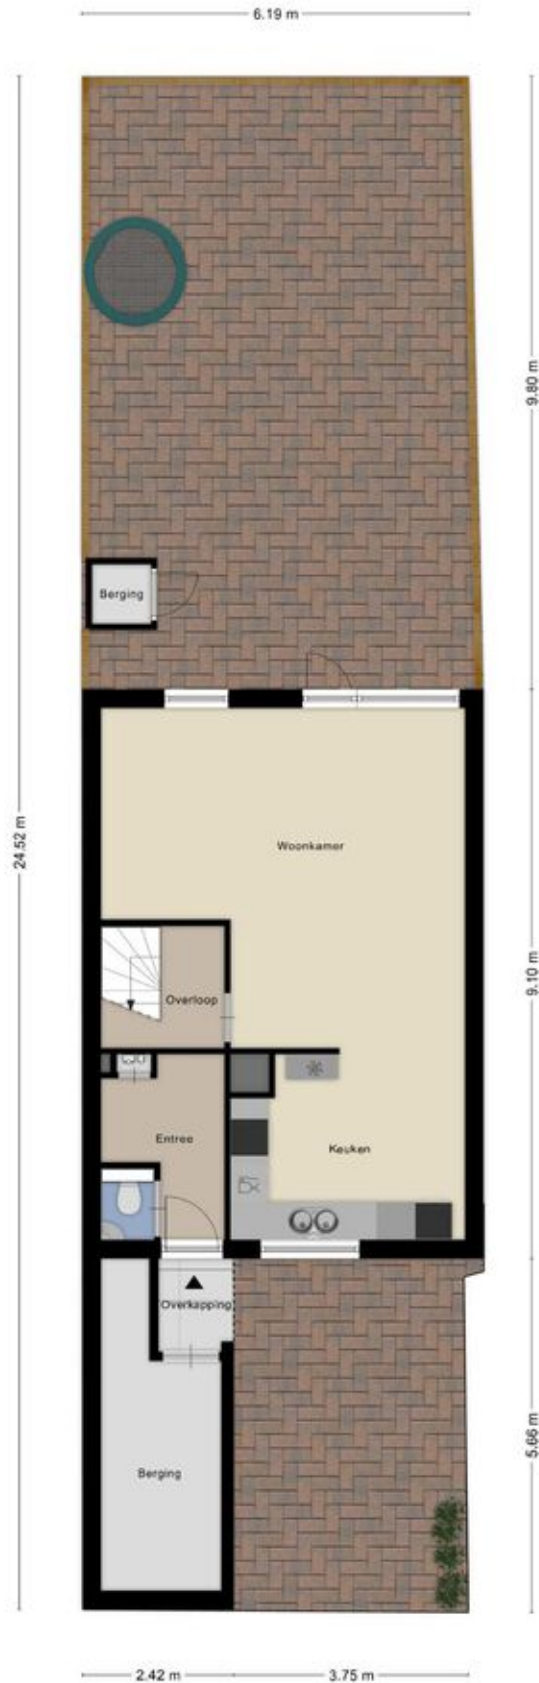 6.19 m
9.80 m
Berging
24.52 m
Woonkamer
9.10 m
Overloop
Entree
Keuken
Overkapping
5.66 m
Berging
2.42 m
3.75 m